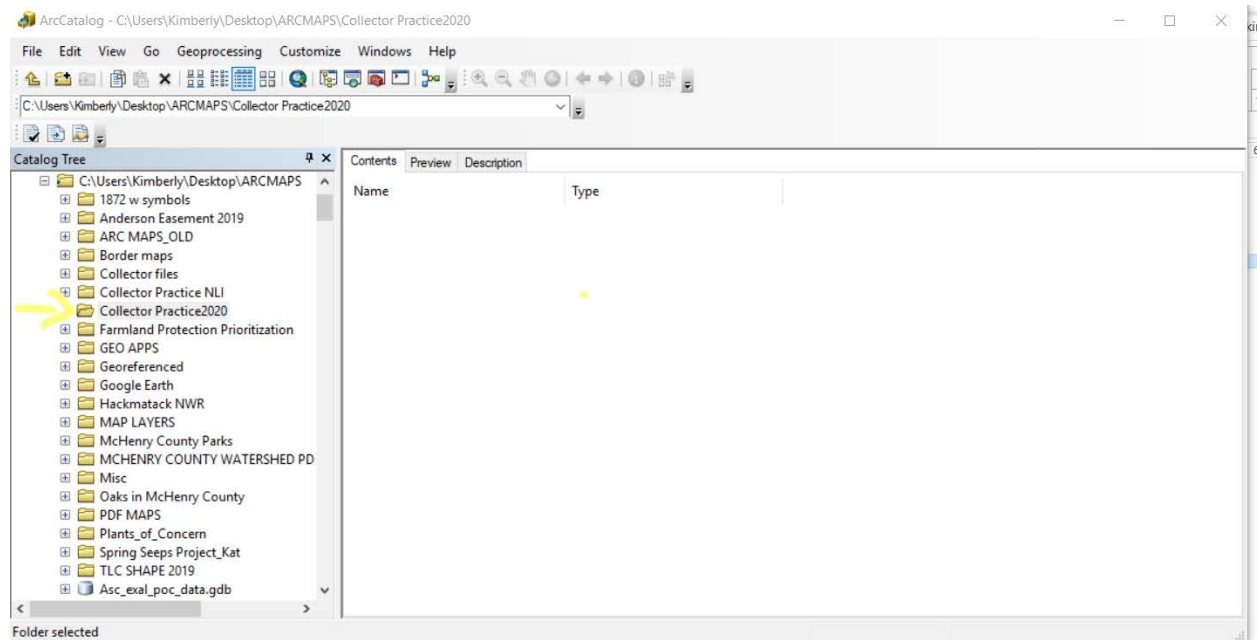 ArcCatalog - C:\Users\Kimberly\Desktop\ARCMAPS\Collector Practice2020
File Edit View Go Geoprocessing Customize Windows Help
C:\Users\Kimberly\Desktop\ARCMAPS\Collector Practice2020
Catalog Tree
Contents Preview Description
Name Type
C:\Users\Kimberly\Desktop\ARCMAPS
1872 w symbols
Anderson Easement 2019
ARC MAPS_OLD
Border maps
Collector files
Collector Practice NLI
Collector Practice2020
Farmland Protection Prioritization
GEO APPS
Georeferenced
Google Earth
Hackmatack NWR
MAP LAYERS
McHenry County Parks
MCHENRY COUNTY WATERSHED PD
Misc
Oaks in McHenry County
PDF MAPS
Plants_of_Concern
Spring Seeps Project_Kat
TLC SHAPE 2019
Asc_exal_poc_data.gdb
Folder selected